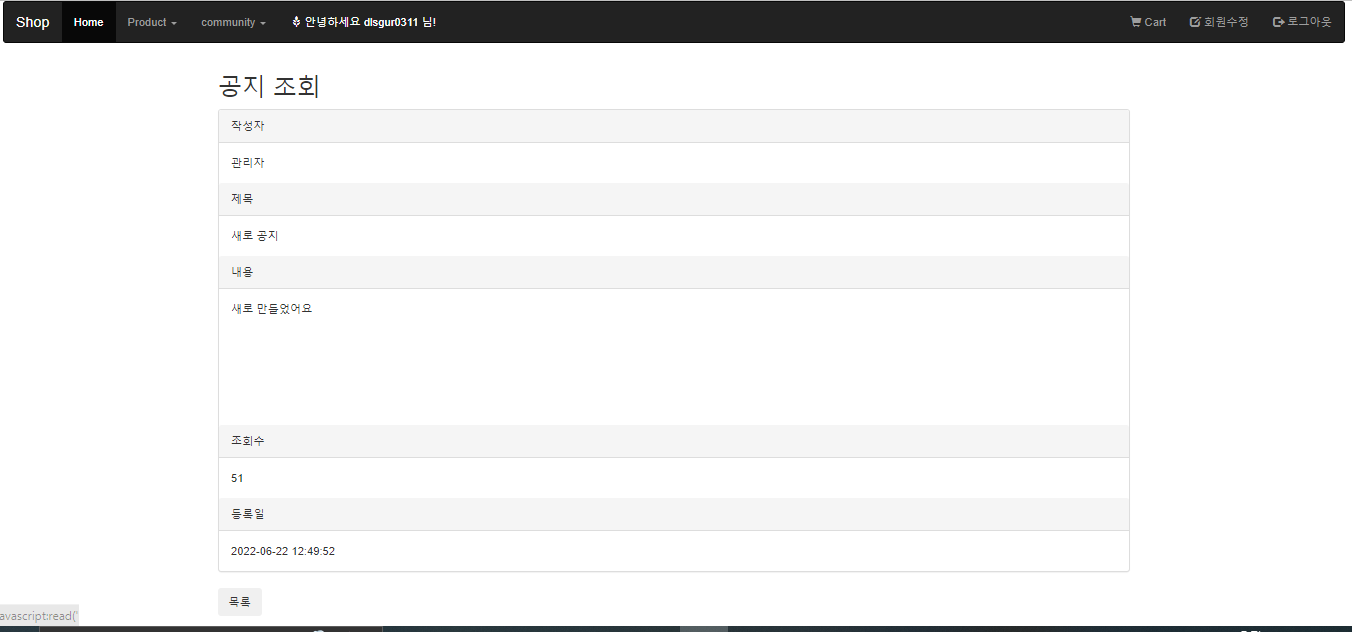 Shop Home Product community 안녕하세요 dlsgur0311 님! Cart 회원수정 로그아웃
공지 조회
작성자
관리자
제목
새로 공지
내용
새로 만들었어요
조회수
51
등록일
2022-06-22 12:49:52
목록
avascript:read('